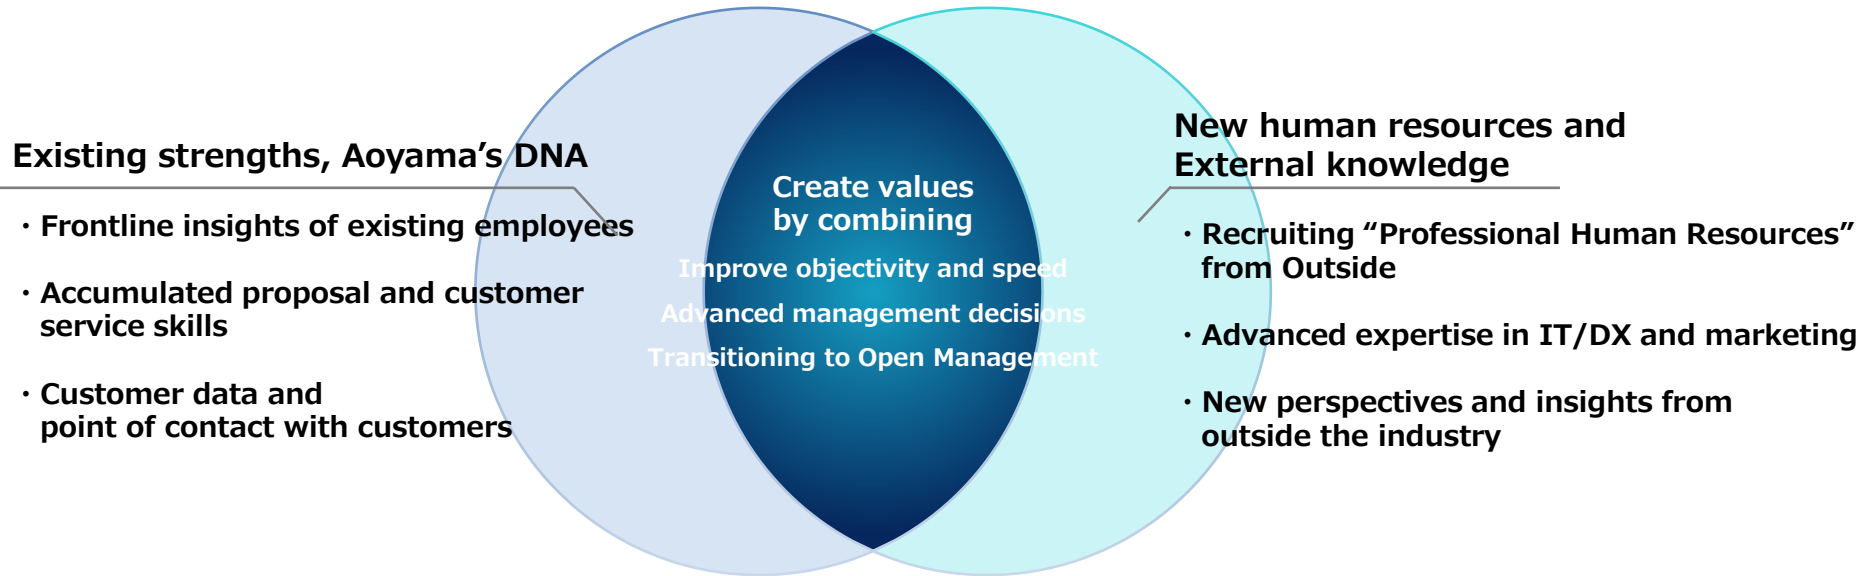 Existing strengths, Aoyama’s DNA
・Frontline insights of existing employees
・Accumulated proposal and customer
service skills
・Customer data and
point of contact with customers
Create values
by combining
Improve objectivity and speed
Advanced management decisions
Transitioning to Open Management
New human resources and
External knowledge
・Recruiting “Professional Human Resources”
from Outside
・Advanced expertise in IT/DX and marketing
・New perspectives and insights from
outside the industry